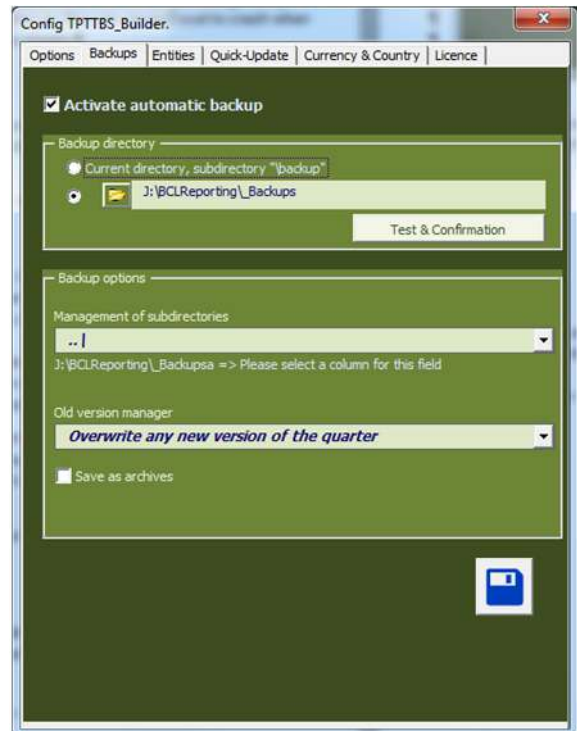 Config TPTTBS_Builder.
Options Backups Entities Quick-Update Currency & Country Licence
Activate automatic backup
Backup directory
Current directory, subdirectory "\backup"
J:\BCLReporting\_Backups
Test & Confirmation
Backup options
Management of subdirectories
..\
J:\BCLReporting\_Backupsa => Please select a column for this field
Old version manager
Overwrite any new version of the quarter
Save as archives